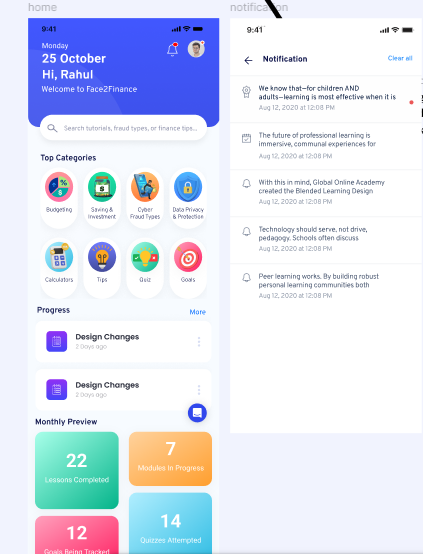 home
notification
9:41
Monday
25 October
Hi, Rahul
Welcome to Face2Finance
Search tutorials, fraud types, or finance tips...
Top Categories
Budgeting
Saving &
Investment
Cyber
Fraud Types
Data Privacy
& Protection
Calculators
Tips
Quiz
Goals
Progress
More
Design Changes
2 Days ago
Design Changes
2 Days ago
Monthly Preview
22
Lessons Completed
7
Modules In Progress
12
Goals Being Tracked
14
Quizzes Attempted
9:41
Notification
Clear all
We know that—for children AND
adults—learning is most effective when it is
Aug 12, 2020 at 12:08 PM
The future of professional learning is
immersive, communal experiences for
Aug 12, 2020 at 12:08 PM
With this in mind, Global Online Academy
created the Blended Learning Design
Aug 12, 2020 at 12:08 PM
Technology should serve, not drive,
pedagogy. Schools often discuss
Aug 12, 2020 at 12:08 PM
Peer learning works. By building robust
personal learning communities both
Aug 12, 2020 at 12:08 PM